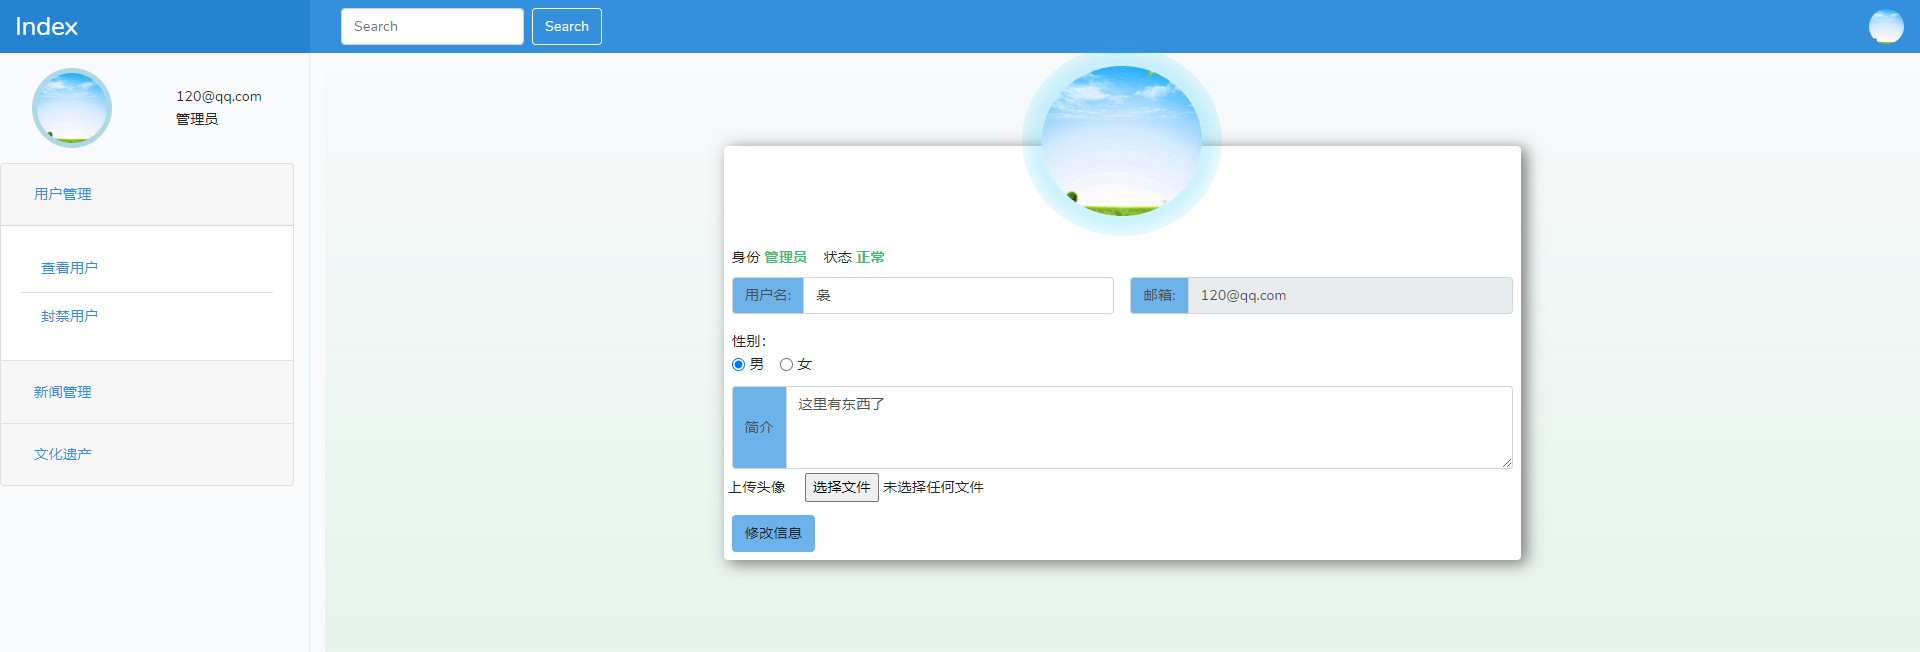 Index
Search
Search
120@qq.com
管理员
用户管理
查看用户
封禁用户
新闻管理
文化遗产
身份 管理员 状态 正常
用户名: 袅
邮箱: 120@qq.com
性别：
男 女
简介
这里有东西了
上传头像 选择文件 未选择任何文件
修改信息